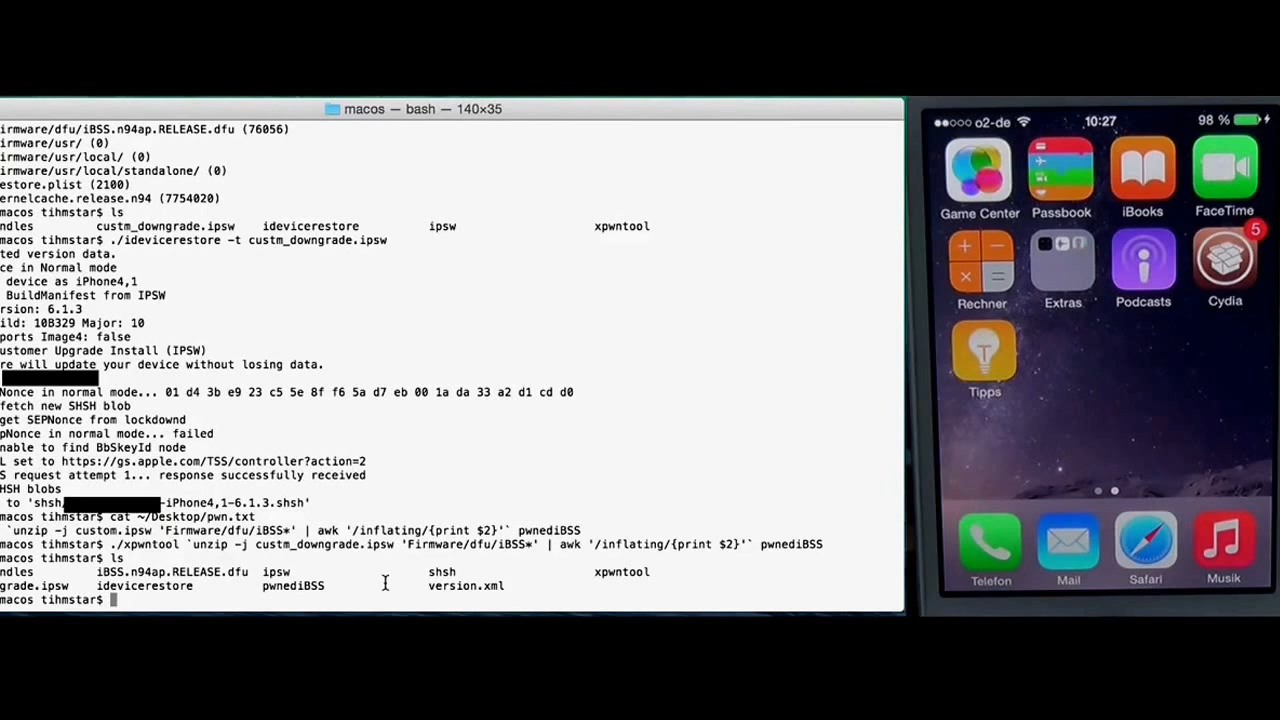 macos — bash — 140×35
irmware/dfu/iBSS.n94ap.RELEASE.dfu (76056)
irmware/usr/ (0)
irmware/usr/local/ (0)
irmware/usr/local/standalone/ (0)
estore.plist (2100)
ernelcache.release.n94 (7754020)
macos tihmstar$ ls
ndles custm_downgrade.ipsw idevicerestore ipsw xpwntool
macos tihmstar$ ./idevicerestore -t custm_downgrade.ipsw
ted version data.
ce in Normal mode
device as iPhone4,1
BuildManifest from IPSW
rsion: 6.1.3
ild: 10B329 Major: 10
ports Image4: false
ustomer Upgrade Install (IPSW)
re will update your device without losing data.
Nonce in normal mode... 01 d4 3b e9 23 c5 5e 8f f6 5a d7 eb 00 1a da 33 a2 d1 cd d0
fetch new SHSH blob
get SEPNonce from lockdownd
pNonce in normal mode... failed
nable to find BbSkeyId node
L set to https://gs.apple.com/TSS/controller?action=2
S request attempt 1... response successfully received
HSH blobs
to 'shsh/ -iPhone4,1-6.1.3.shsh'
macos tihmstar$ cat ~/Desktop/pwn.txt
`unzip -j custom.ipsw 'Firmware/dfu/iBSS*' | awk '/inflating/{print $2}'` pwnediBSS
macos tihmstar$ ./xpwntool `unzip -j custm_downgrade.ipsw 'Firmware/dfu/iBSS*' | awk '/inflating/{print $2}'` pwnediBSS
macos tihmstar$ ls
ndles iBSS.n94ap.RELEASE.dfu ipsw shsh xpwntool
grade.ipsw idevicerestore pwnediBSS version.xml
macos tihmstar$
o2-de 10:27 98 %
Game Center Passbook iBooks FaceTime
5
Rechner Extras Podcasts Cydia
Tipps
Telefon Mail Safari Musik